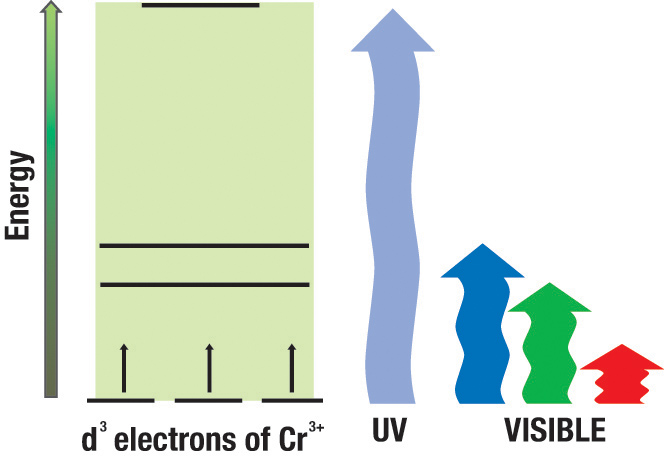 Energy
d³ electrons of Cr³⁺
UV
VISIBLE